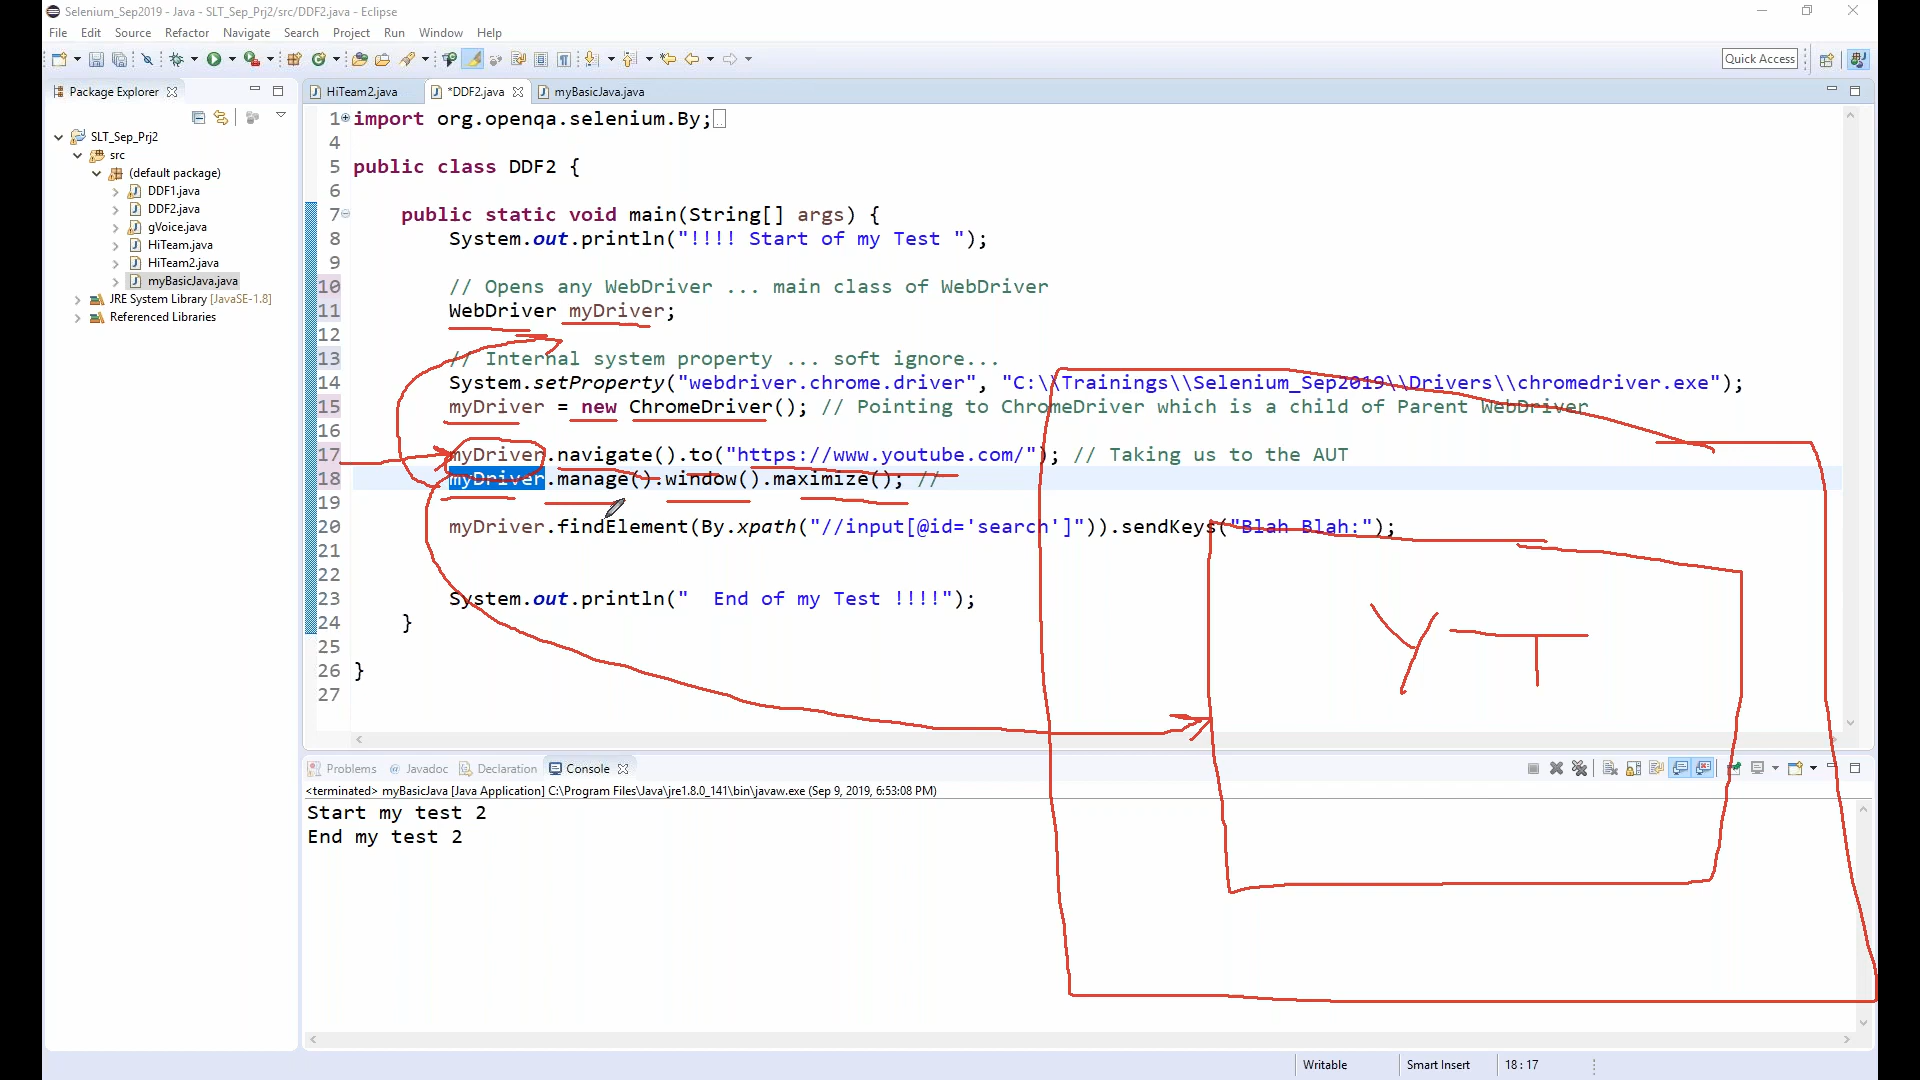 Selenium_Sep2019 - Java - SLT_Sep_Prj2/src/DDF2.java - Eclipse
File Edit Source Refactor Navigate Search Project Run Window Help
Quick Access
Package Explorer
HiTeam2.java *DDF2.java myBasicJava.java
SLT_Sep_Prj2
src
(default package)
DDF1.java
DDF2.java
gVoice.java
HiTeam.java
HiTeam2.java
myBasicJava.java
JRE System Library [JavaSE-1.8]
Referenced Libraries
1 import org.openqa.selenium.By;
4
5 public class DDF2 {
6
7 public static void main(String[] args) {
8 System.out.println("!!!! Start of my Test ");
9
10 // Opens any WebDriver ... main class of WebDriver
11 WebDriver myDriver;
12
13 // Internal system property ... soft ignore...
14 System.setProperty("webdriver.chrome.driver", "C:\\Trainings\\Selenium_Sep2019\\Drivers\\chromedriver.exe");
15 myDriver = new ChromeDriver(); // Pointing to ChromeDriver which is a child of Parent WebDriver
16
17 myDriver.navigate().to("https://www.youtube.com/"); // Taking us to the AUT
18 myDriver.manage().window().maximize(); //
19
20 myDriver.findElement(By.xpath("//input[@id='search']")).sendKeys("Blah Blah:");
21
22
23 System.out.println("  End of my Test !!!!");
24 }
25
26 }
27
YT
Problems Javadoc Declaration Console
<terminated> myBasicJava [Java Application] C:\Program Files\Java\jre1.8.0_141\bin\javaw.exe (Sep 9, 2019, 6:53:08 PM)
Start my test 2
End my test 2
Writable Smart Insert 18 : 17